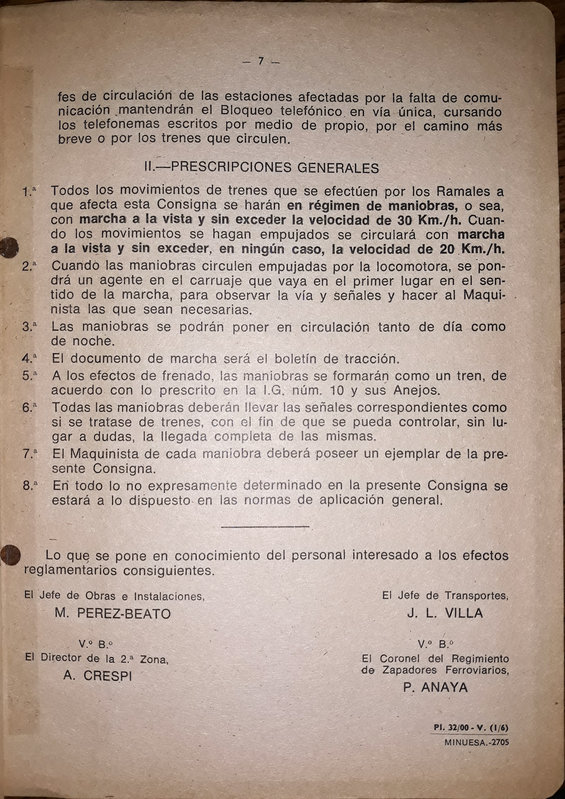 — 7 —
fes de circulación de las estaciones afectadas por la falta de comu-
nicación mantendrán el Bloqueo telefónico en vía única, cursando
los telefonemas escritos por medio de propio, por el camino más
breve o por los trenes que circulen.
II.—PRESCRIPCIONES GENERALES
1.ª Todos los movimientos de trenes que se efectúen por los Ramales a
que afecta esta Consigna se harán en régimen de maniobras, o sea,
con marcha a la vista y sin exceder la velocidad de 30 Km./h. Cuan-
do los movimientos se hagan empujados se circulará con marcha
a la vista y sin exceder, en ningún caso, la velocidad de 20 Km./h.
2.ª Cuando las maniobras circulen empujadas por la locomotora, se pon-
drá un agente en el carruaje que vaya en el primer lugar en el sen-
tido de la marcha, para observar la vía y señales y hacer al Maqui-
nista las que sean necesarias.
3.ª Las maniobras se podrán poner en circulación tanto de día como
de noche.
4.ª El documento de marcha será el boletín de tracción.
5.ª A los efectos de frenado, las maniobras se formarán como un tren, de
acuerdo con lo prescrito en la I.G. núm. 10 y sus Anejos.
6.ª Todas las maniobras deberán llevar las señales correspondientes como
si se tratase de trenes, con el fin de que se pueda controlar, sin lu-
gar a dudas, la llegada completa de las mismas.
7.ª El Maquinista de cada maniobra deberá poseer un ejemplar de la pre-
sente Consigna.
8.ª En todo lo no expresamente determinado en la presente Consigna se
estará a lo dispuesto en las normas de aplicación general.
Lo que se pone en conocimiento del personal interesado a los efectos
reglamentarios consiguientes.
El Jefe de Obras e Instalaciones,
M. PEREZ-BEATO
El Jefe de Transportes,
J. L. VILLA
V.º B.º
El Director de la 2.ª Zona,
A. CRESPI
V.º B.º
El Coronel del Regimiento
de Zapadores Ferroviarios,
P. ANAYA
Pl. 32/00 - V. (1/6)
MINUESA.-2705